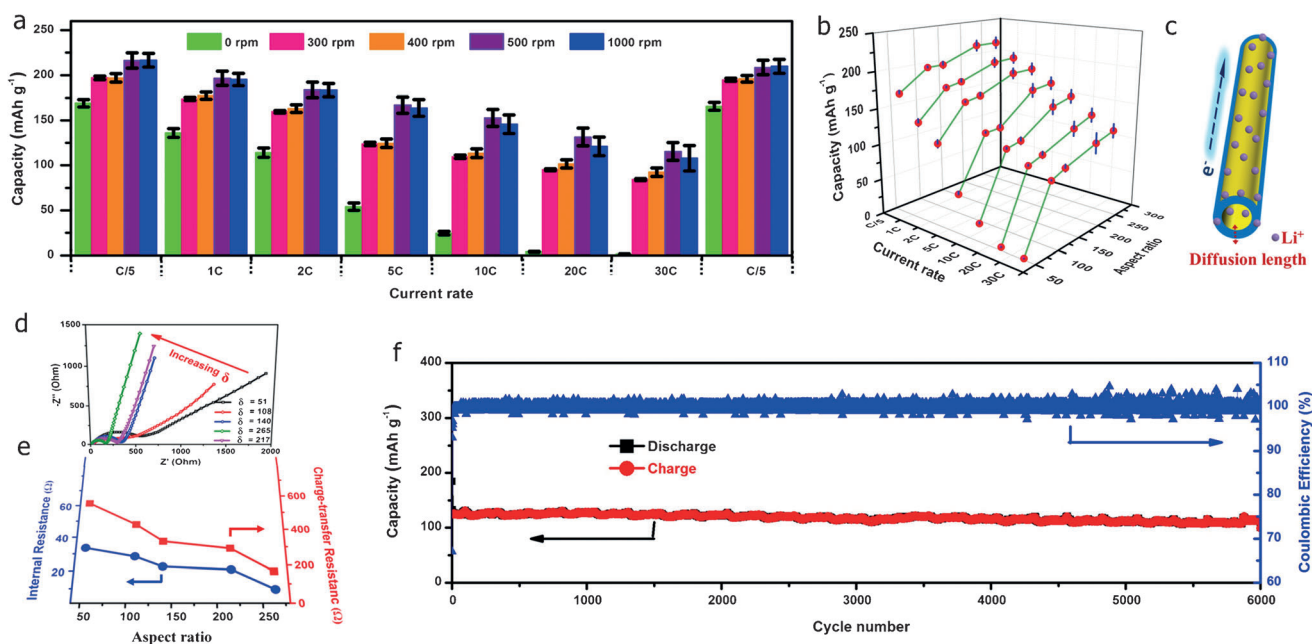 a
Capacity (mAh g⁻¹)
250
200
150
100
50
0
0 rpm 300 rpm 400 rpm 500 rpm 1000 rpm
C/5 1C 2C 5C 10C 20C 30C C/5
Current rate
b
Capacity (mAh g⁻¹)
250
200
150
100
50
0
C/5 1C 2C 5C 10C 20C 30C
Current rate
50 100 150 200 250 300
Aspect ratio
c
e⁻
Li⁺
Diffusion length
d
-Z'' (Ohm)
1500
1000
500
0
Increasing δ
δ = 51
δ = 108
δ = 140
δ = 265
δ = 217
0 500 1000 1500 2000
Z' (Ohm)
e
Internal Resistance (Ω)
60
40
20
Charge-transfer Resistanc (Ω)
600
400
200
0
50 100 150 200 250
Aspect ratio
f
Capacity (mAh g⁻¹)
400
300
200
100
0
Discharge
Charge
110
100
90
80
70
60
Coulombic Efficiency (%)
0 1000 2000 3000 4000 5000 6000
Cycle number